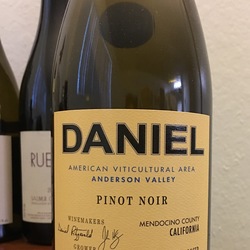 DANIEL
AMERICAN VITICULTURAL AREA
ANDERSON VALLEY
PINOT NOIR
WINEMAKERS
MENDOCINO COUNTY
CALIFORNIA
GROWER
RUE